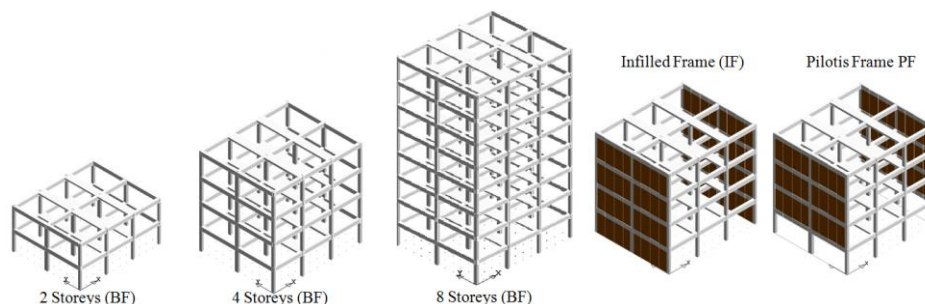 Infilled Frame (IF)
Pilotis Frame PF
2 Storeys (BF)
4 Storeys (BF)
8 Storeys (BF)